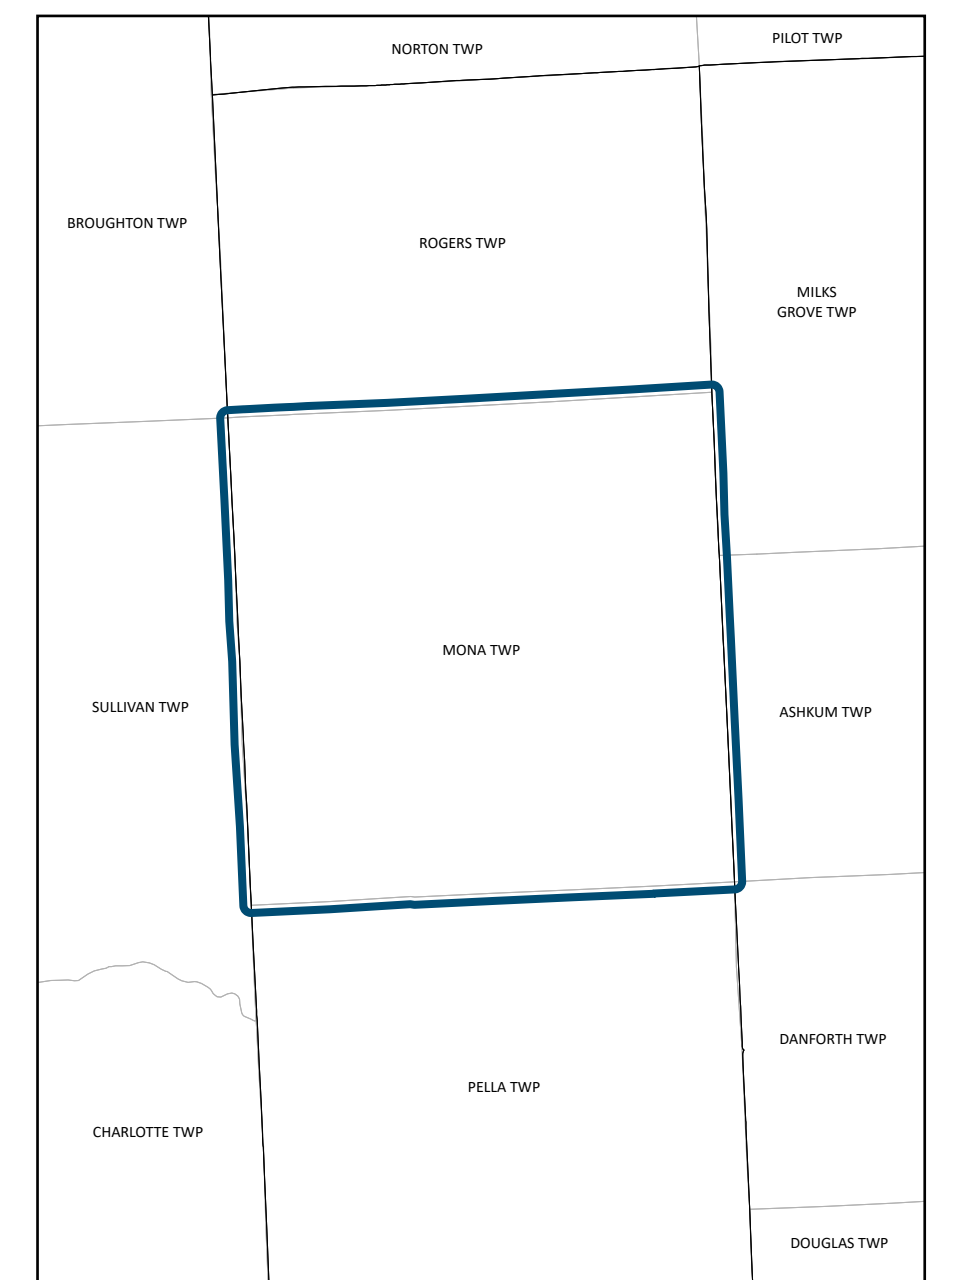 PILOT TWP
NORTON TWP
BROUGHTON TWP
ROGERS TWP
MILKS
GROVE TWP
MONA TWP
SULLIVAN TWP
ASHKUM TWP
DANFORTH TWP
PELLA TWP
CHARLOTTE TWP
DOUGLAS TWP